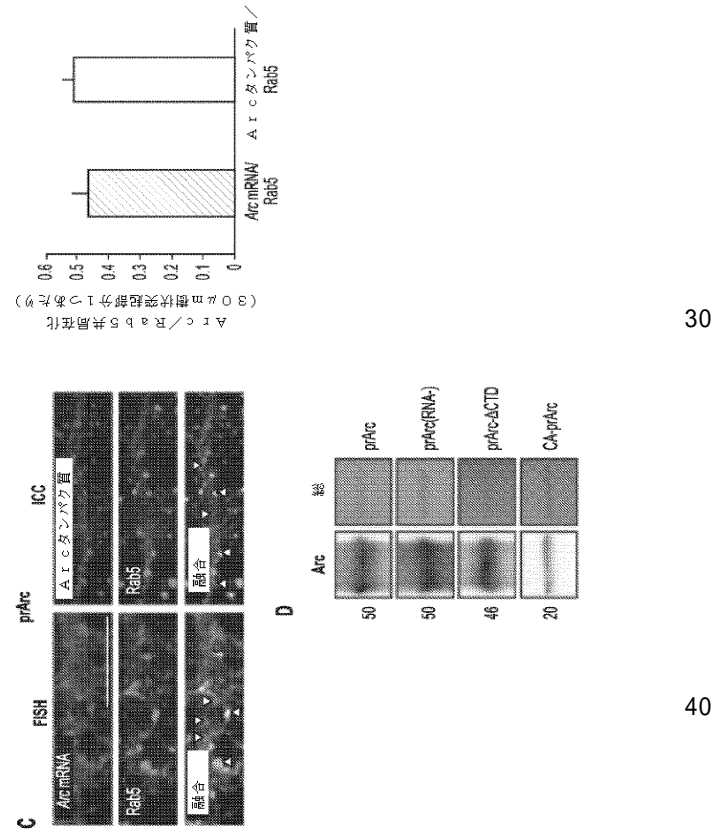 C
prArc
FISH
ICC
Arc mRNA
Arcタンパク質
Rab5
Rab5
融合
融合
Arc/Rab5共局在化
(30μm樹状突起部分1つあたり)
0.6
0.5
0.4
0.3
0.2
0.1
0
Arc mRNA/
Rab5
Arcタンパク質/
Rab5
D
Arc
総
50
prArc
50
prArc(RNA-)
46
prArc-ΔCTD
20
CA-prArc
30
40